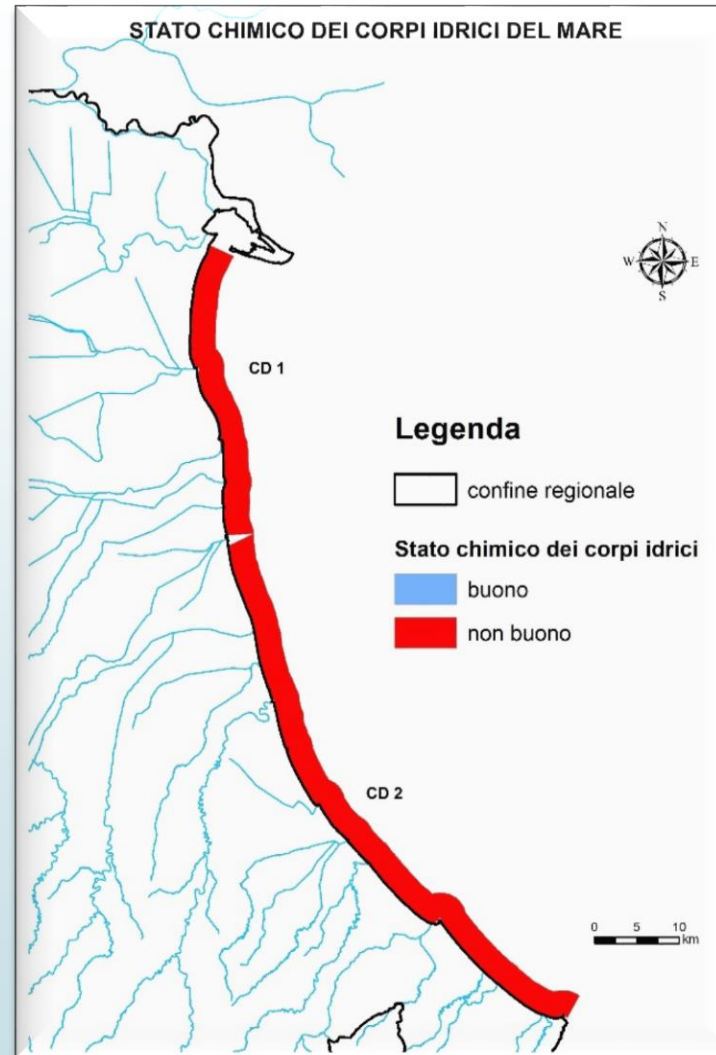 STATO CHIMICO DEI CORPI IDRICI DEL MARE
N
W E
S
CD 1
Legenda
confine regionale
Stato chimico dei corpi idrici
buono
non buono
CD 2
0 5 10
km